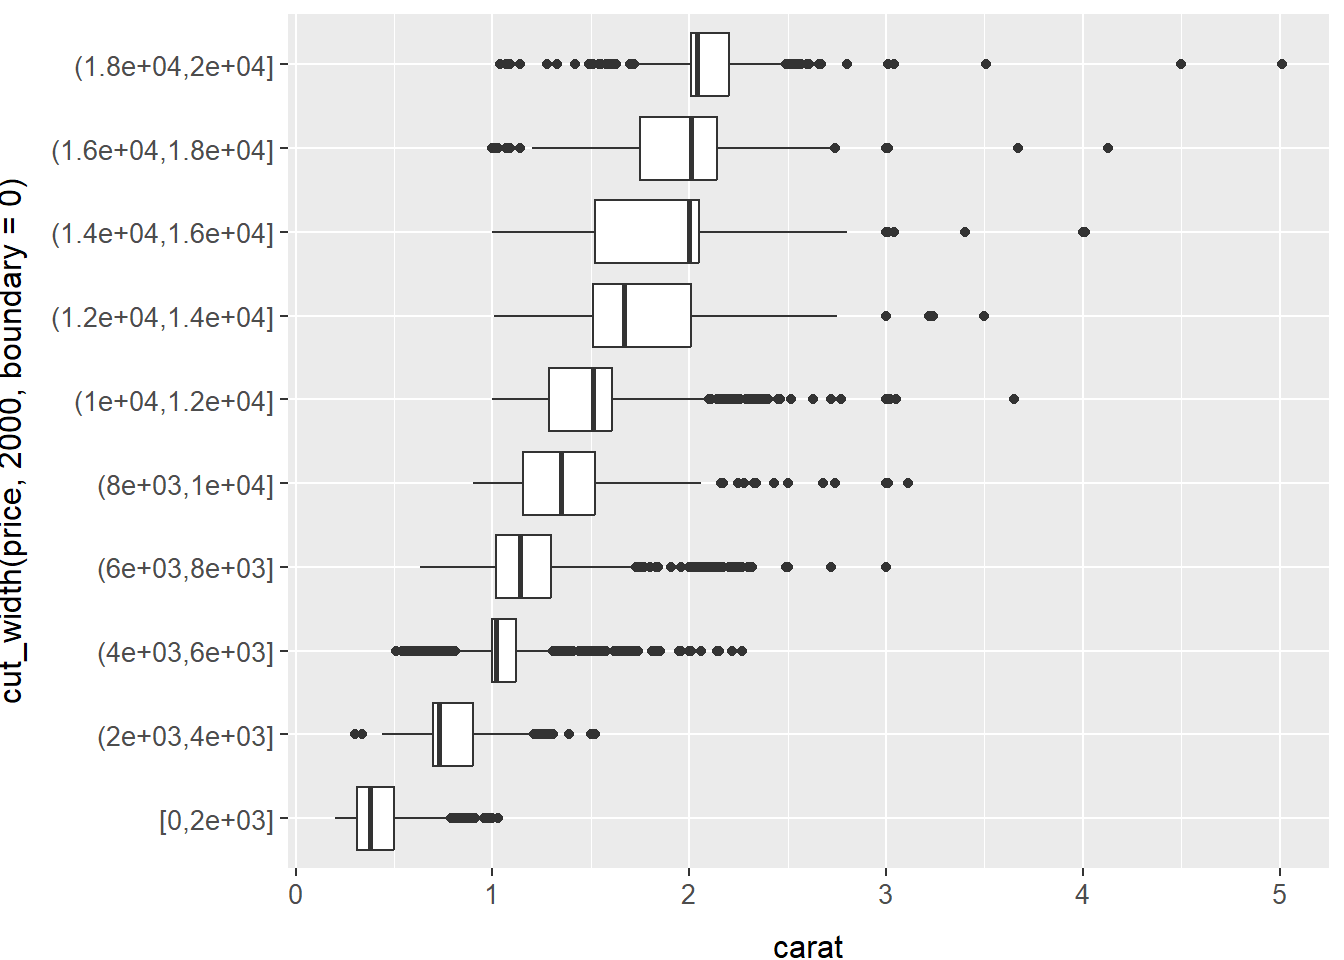 cut_width(price, 2000, boundary = 0)
(1.8e+04,2e+04]
(1.6e+04,1.8e+04]
(1.4e+04,1.6e+04]
(1.2e+04,1.4e+04]
(1e+04,1.2e+04]
(8e+03,1e+04]
(6e+03,8e+03]
(4e+03,6e+03]
(2e+03,4e+03]
[0,2e+03]
0 1 2 3 4 5
carat